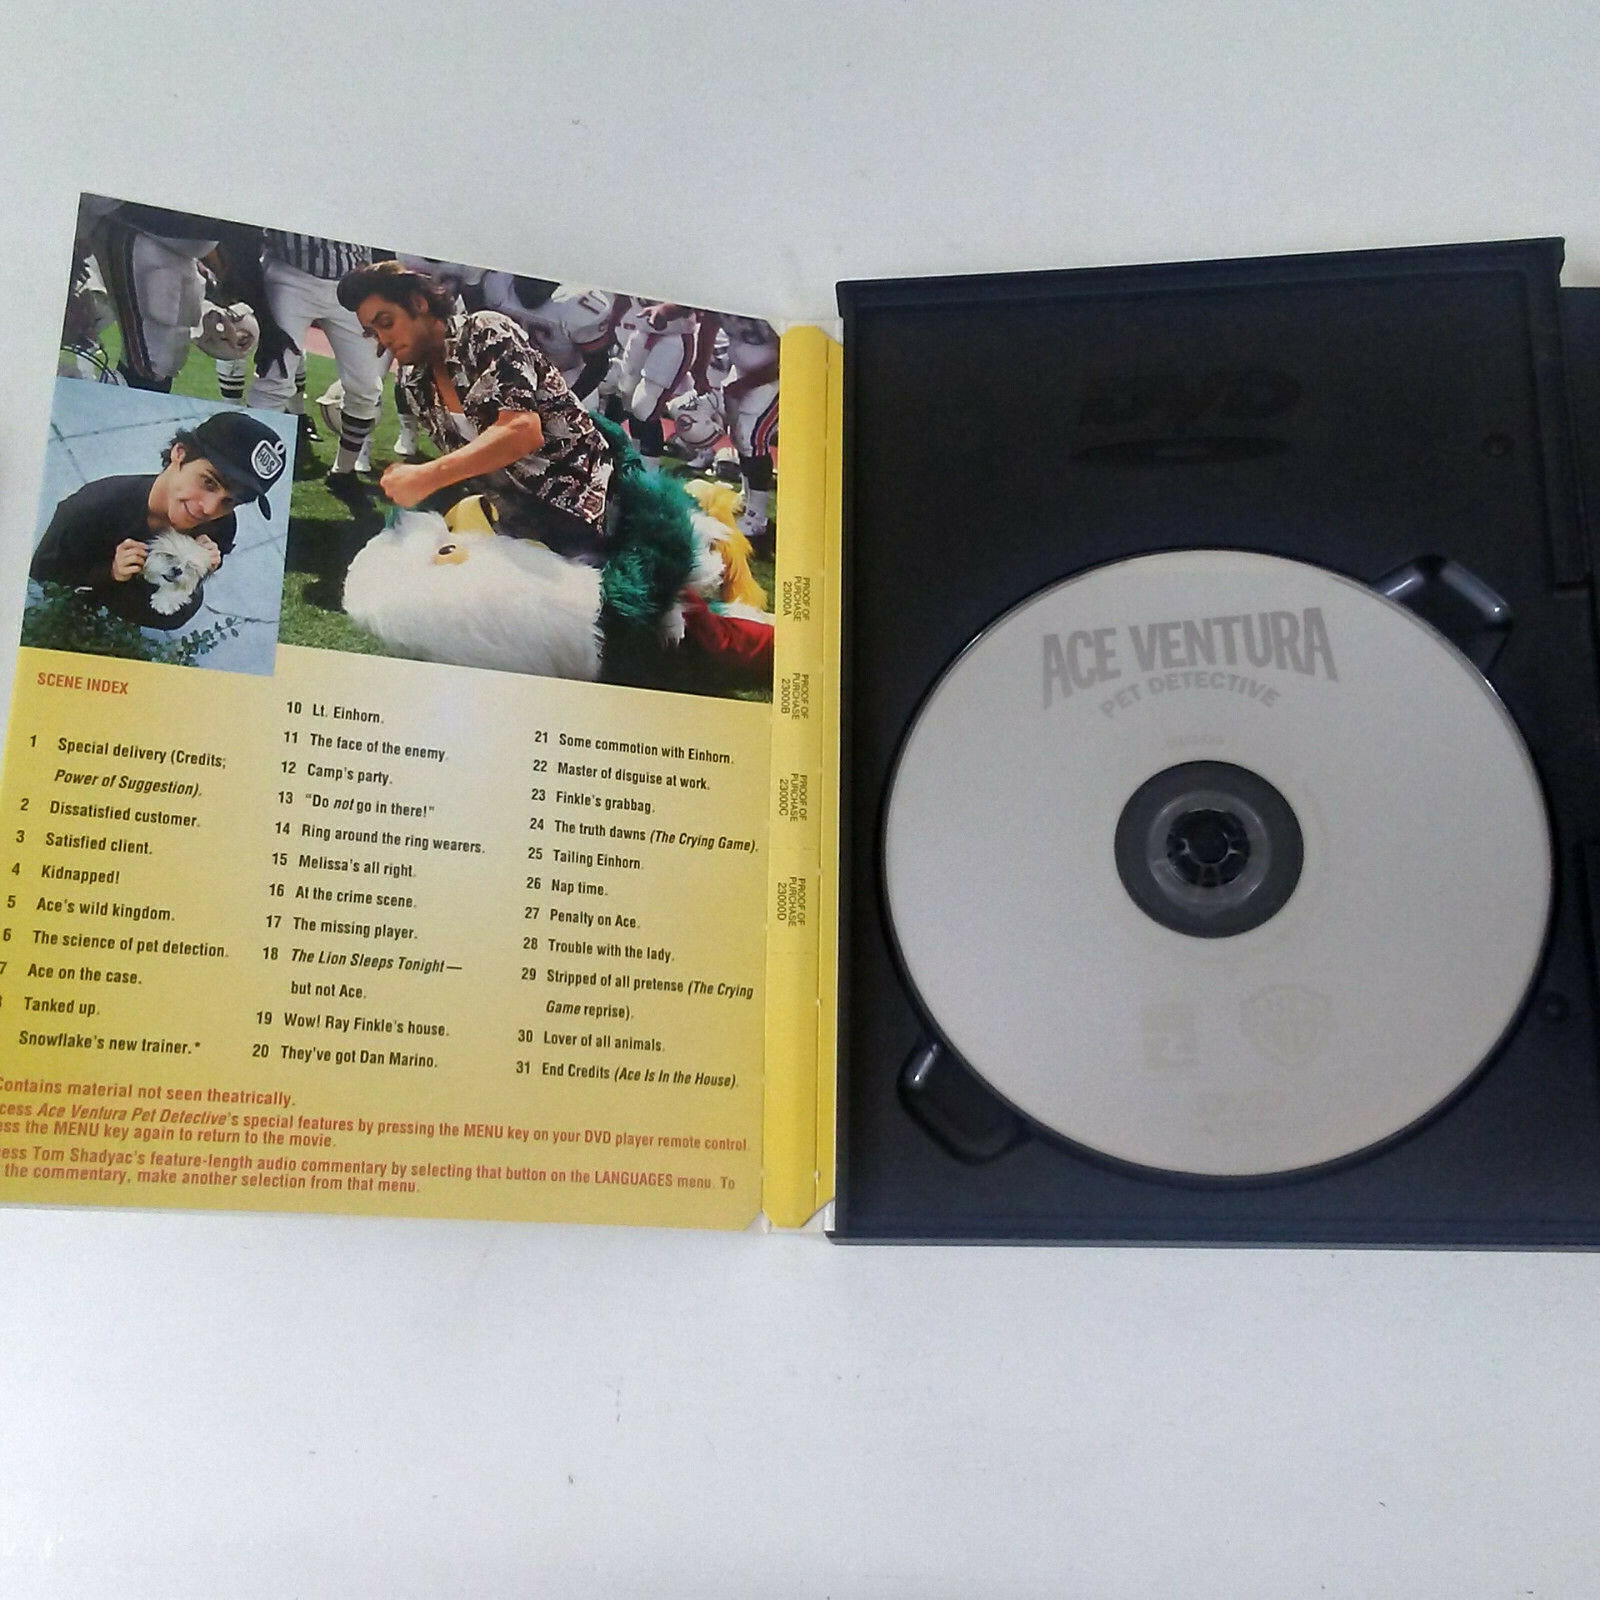 HDS
SCENE INDEX
1 Special delivery (Credits;
Power of Suggestion).
2 Dissatisfied customer.
3 Satisfied client.
4 Kidnapped!
5 Ace's wild kingdom.
6 The science of pet detection.
7 Ace on the case.
Tanked up.
Snowflake's new trainer.*
10 Lt. Einhorn.
11 The face of the enemy.
12 Camp's party.
13 "Do not go in there!"
14 Ring around the ring wearers.
15 Melissa's all right.
16 At the crime scene.
17 The missing player.
18 The Lion Sleeps Tonight—
but not Ace.
19 Wow! Ray Finkle's house.
20 They've got Dan Marino.
21 Some commotion with Einhorn.
22 Master of disguise at work.
23 Finkle's grabbag.
24 The truth dawns (The Crying Game).
25 Tailing Einhorn.
26 Nap time.
27 Penalty on Ace.
28 Trouble with the lady.
29 Stripped of all pretense (The Crying
Game reprise).
30 Lover of all animals.
31 End Credits (Ace Is In the House).
Contains material not seen theatrically.
cess Ace Ventura Pet Detective's special features by pressing the MENU key on your DVD player remote control.
ess the MENU key again to return to the movie.
ess Tom Shadyac's feature-length audio commentary by selecting that button on the LANGUAGES menu. To
the commentary, make another selection from that menu.
PROOF OF
PURCHASE
23000A
PROOF OF
PURCHASE
23000B
PROOF OF
PURCHASE
23000C
PROOF OF
PURCHASE
23000D
DVD
ACE VENTURA
PET DETECTIVE